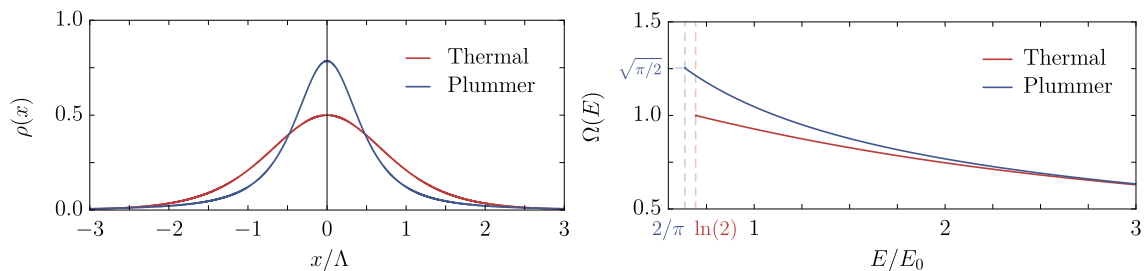 1.0
0.5
0.0
ρ(x)
−3 −2 −1 0 1 2 3
x/Λ
Thermal
Plummer
1.5
√π/2
1.0
0.5
Ω(E)
2/π ln(2) 1 2 3
E/E₀
Thermal
Plummer